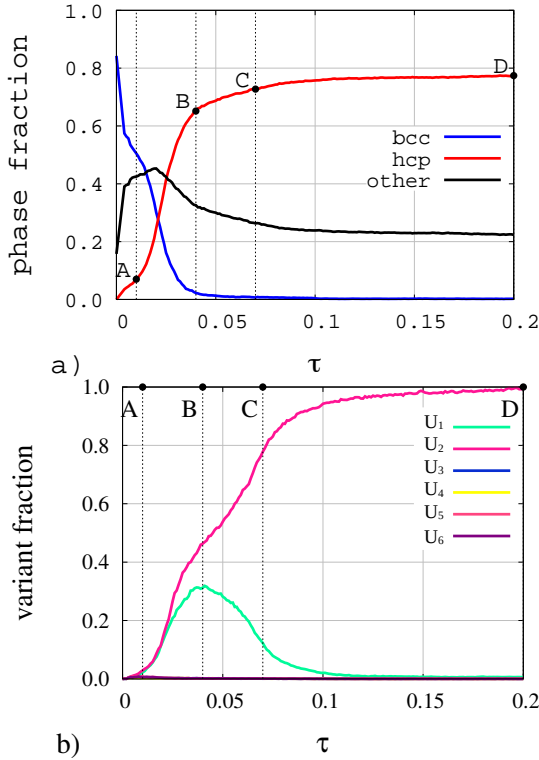 1.0
0.8
0.6
0.4
0.2
0.0
phase fraction
A
B
C
D
bcc
hcp
other
0 0.05 0.1 0.15 0.2
a) τ
1.0
0.8
0.6
0.4
0.2
0.0
variant fraction
A B C D
U₁
U₂
U₃
U₄
U₅
U₆
0.0 0.05 0.1 0.15 0.2
b) τ